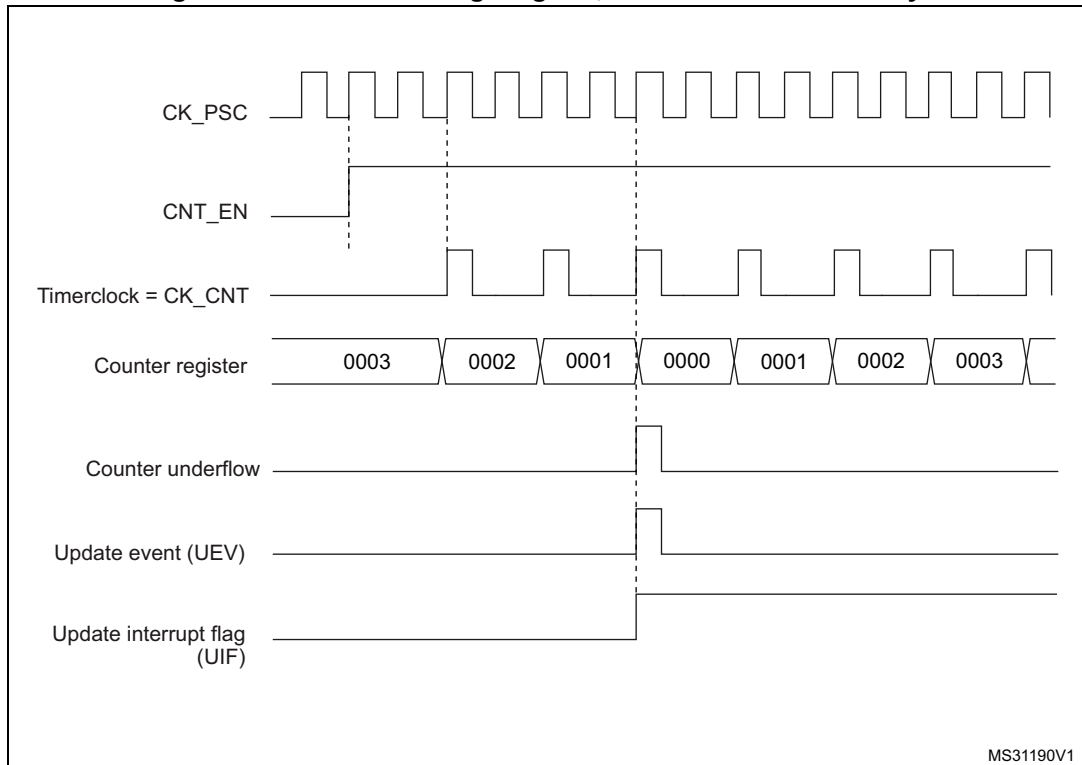 CK_PSC
CNT_EN
Timerclock = CK_CNT
Counter register
0003 0002 0001 0000 0001 0002 0003
Counter underflow
Update event (UEV)
Update interrupt flag
(UIF)
MS31190V1